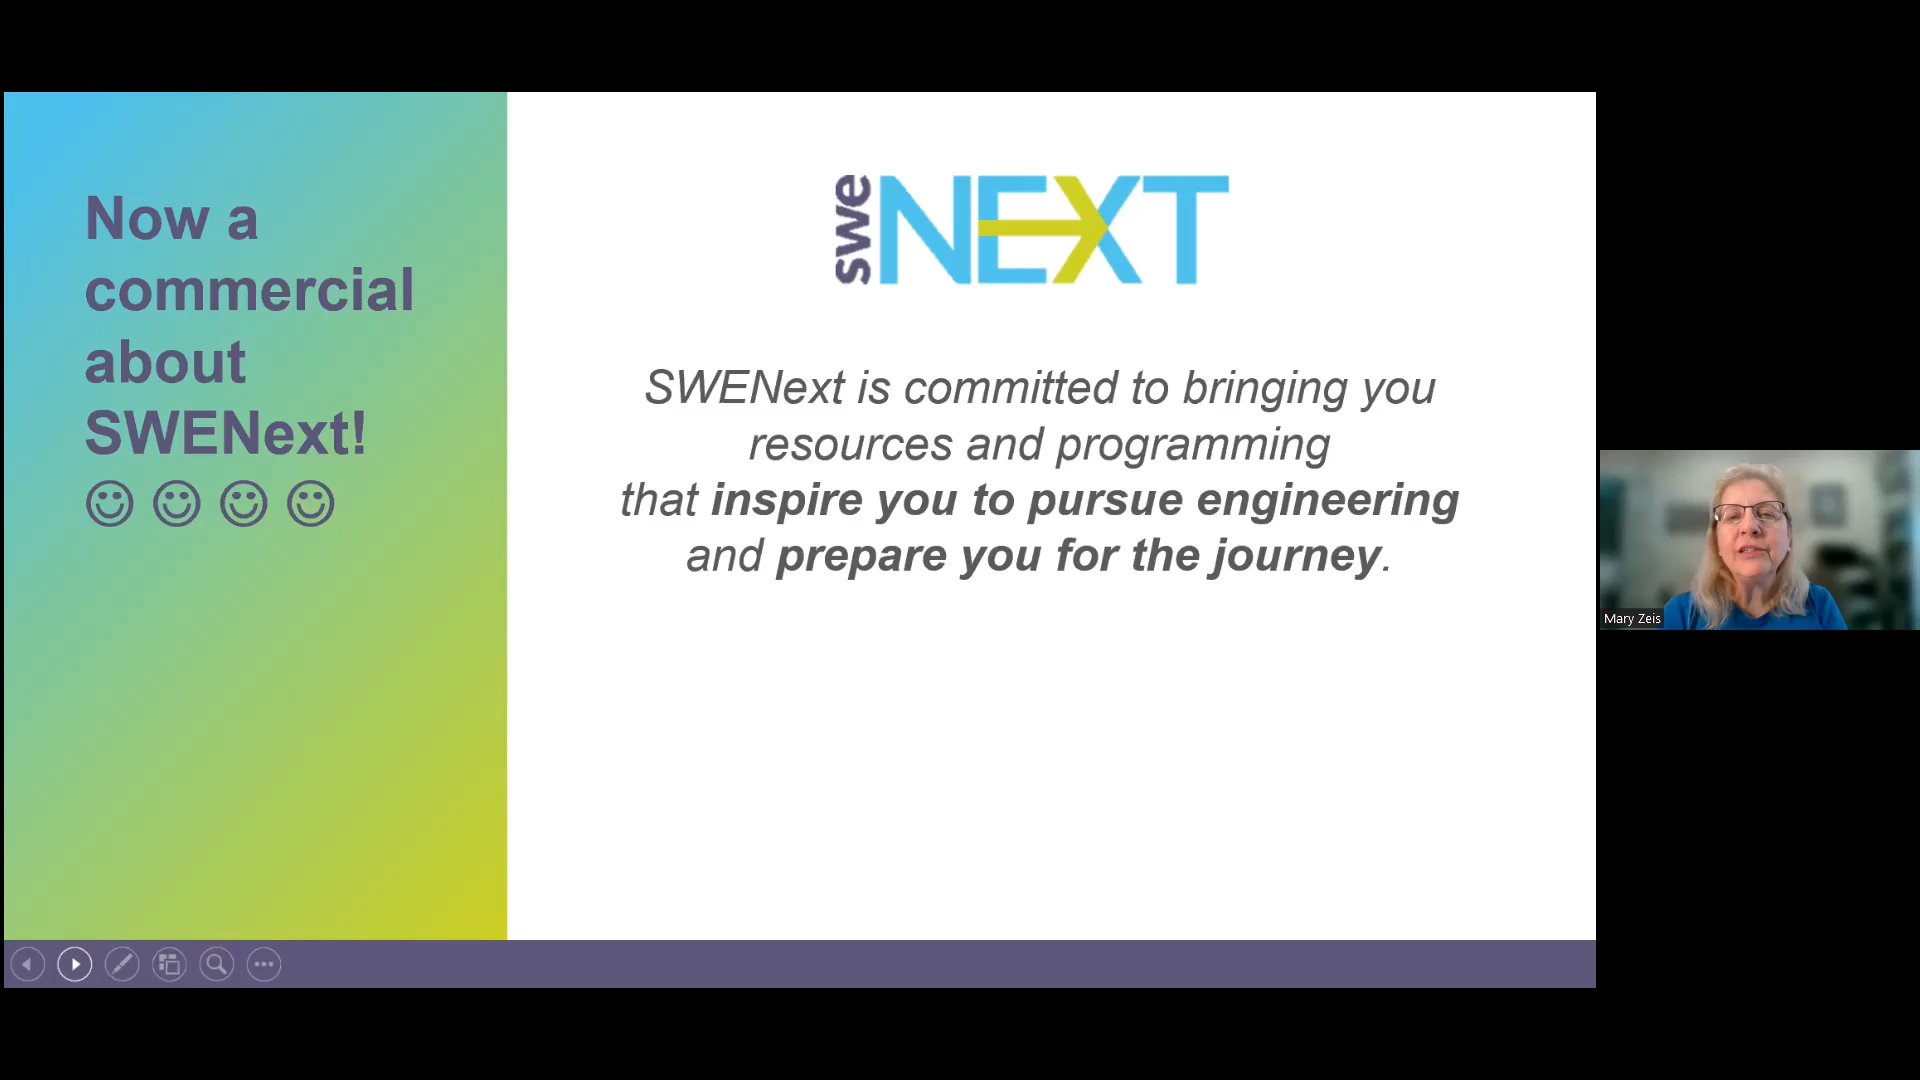 Now a
commercial
about
SWENext!
☺ ☺ ☺ ☺
swe NEXT
SWENext is committed to bringing you
resources and programming
that inspire you to pursue engineering
and prepare you for the journey.
Mary Zeis